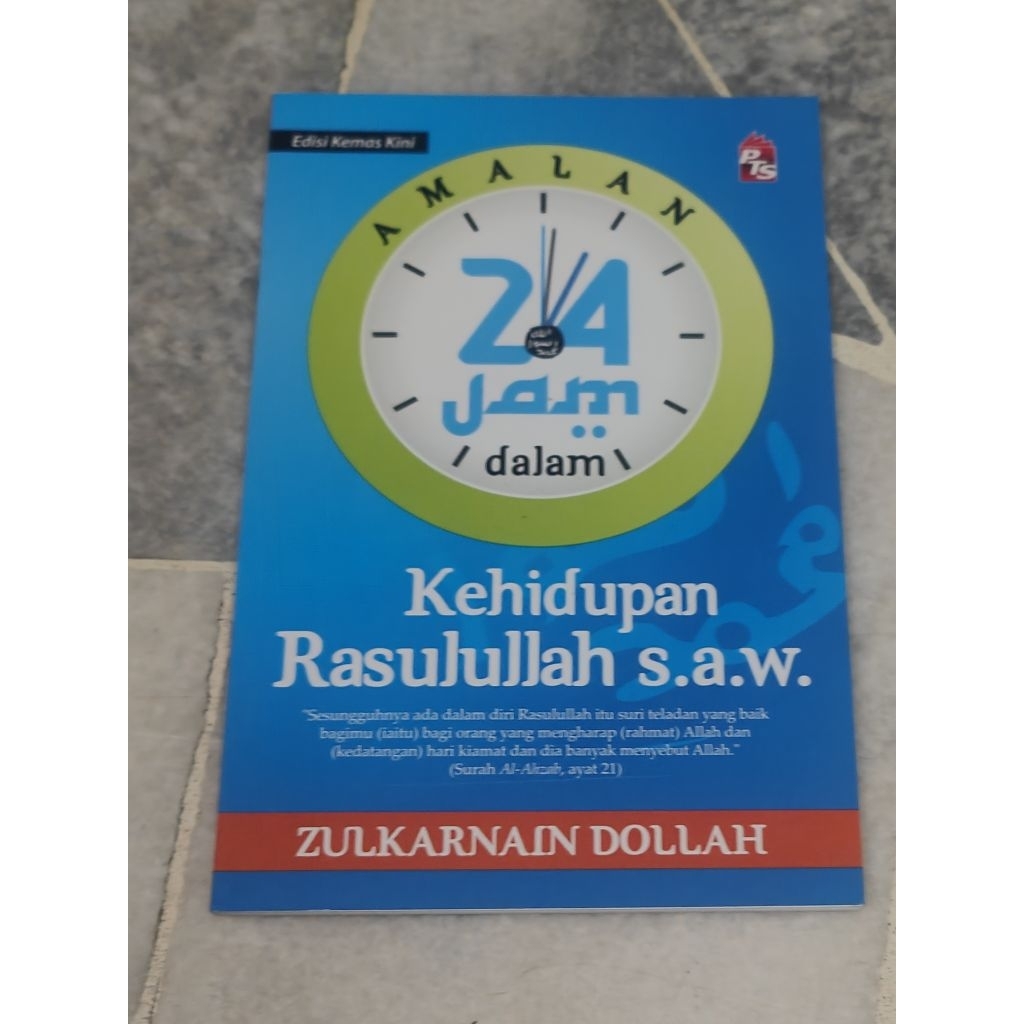 Edisi Kemas Kini
PTS
AMALAN
24
Jam
dalam
Kehidupan
Rasulullah s.a.w.
"Sesungguhnya ada dalam diri Rasulullah itu suri teladan yang baik
bagimu (iaitu) bagi orang yang mengharap (rahmat) Allah dan
(kedatangan) hari kiamat dan dia banyak menyebut Allah."
(Surah Al-Ahzab, ayat 21)
ZULKARNAIN DOLLAH